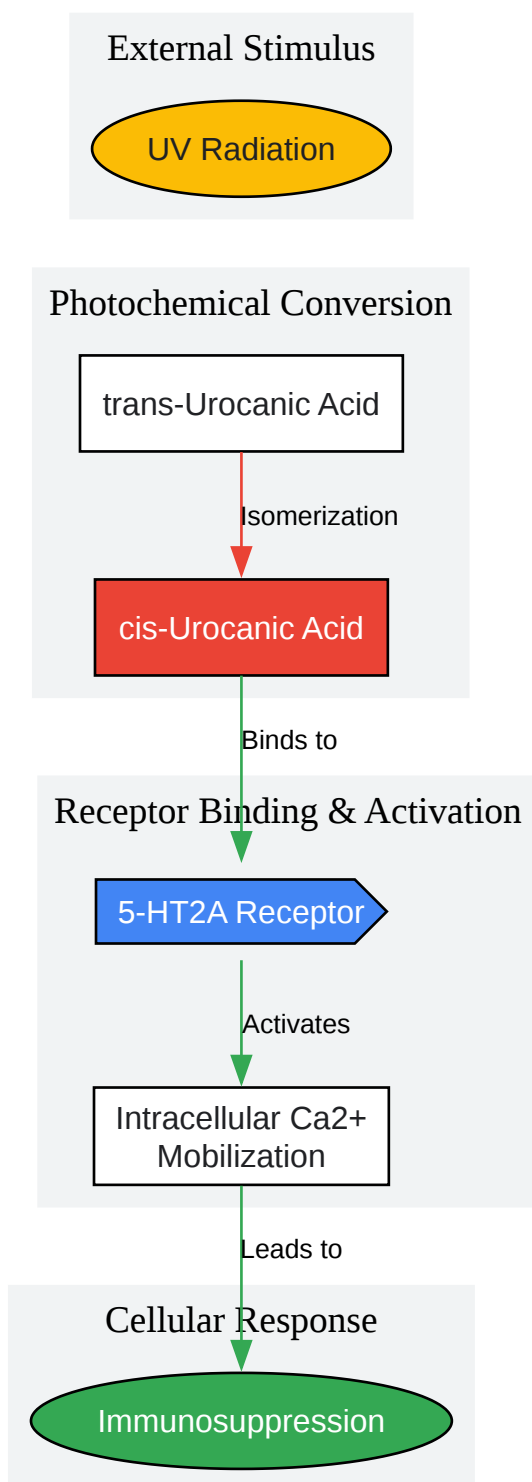 External Stimulus
UV Radiation
Photochemical Conversion
trans-Urocanic Acid
Isomerization
cis-Urocanic Acid
Binds to
Receptor Binding & Activation
5-HT2A Receptor
Activates
Intracellular Ca2+
Mobilization
Leads to
Cellular Response
Immunosuppression